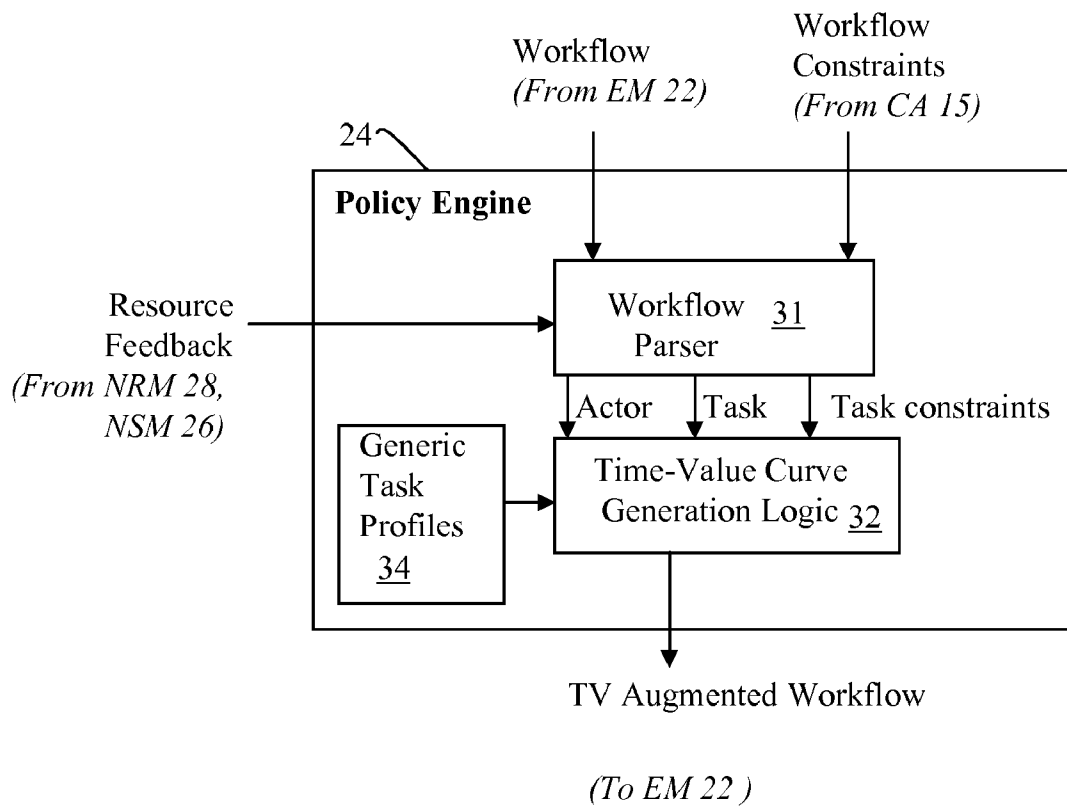 Workflow
(From EM 22)
Workflow
Constraints
(From CA 15)
24
Policy Engine
Resource
Feedback
(From NRM 28,
NSM 26)
Workflow 31
Parser
Actor
Task
Task constraints
Generic
Task
Profiles
34
Time-Value Curve
Generation Logic 32
TV Augmented Workflow
(To EM 22 )